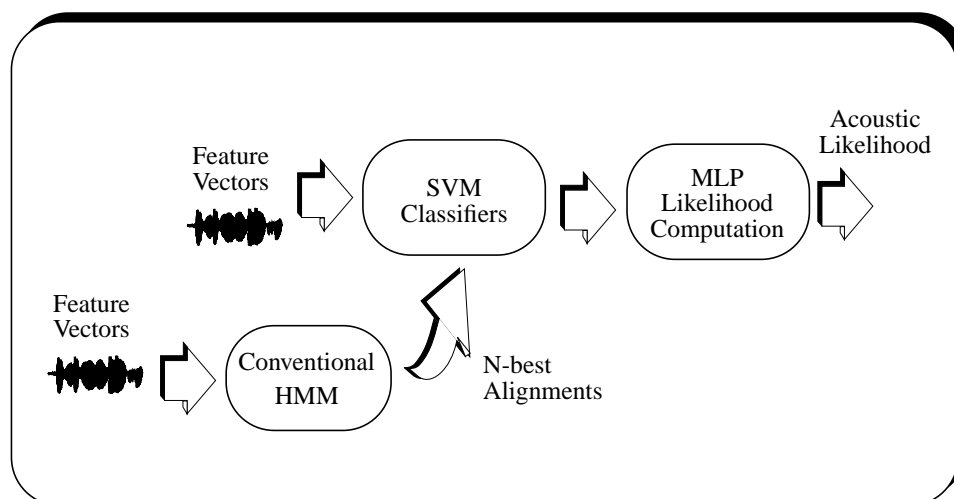 Acoustic
Likelihood
Feature
Vectors
SVM
Classifiers
MLP
Likelihood
Computation
Feature
Vectors
Conventional
HMM
N-best
Alignments